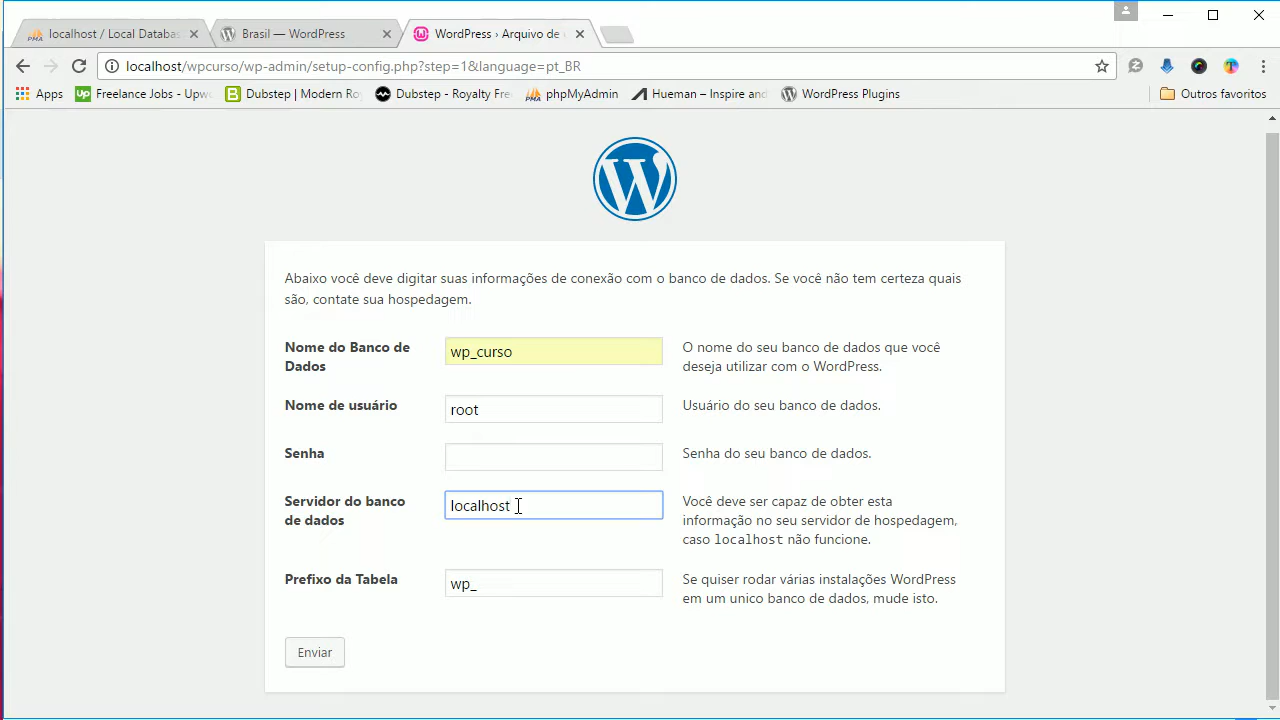 localhost / Local Databas
Brasil — WordPress
WordPress › Arquivo de
localhost/wpcurso/wp-admin/setup-config.php?step=1&language=pt_BR
Apps
Freelance Jobs - Upw
Dubstep | Modern Ro
Dubstep - Royalty Fre
phpMyAdmin
Hueman – Inspire and
WordPress Plugins
Outros favoritos
Abaixo você deve digitar suas informações de conexão com o banco de dados. Se você não tem certeza quais
são, contate sua hospedagem.
Nome do Banco de
Dados
wp_curso
O nome do seu banco de dados que você
deseja utilizar com o WordPress.
Nome de usuário
root
Usuário do seu banco de dados.
Senha
Senha do seu banco de dados.
Servidor do banco
de dados
localhost
Você deve ser capaz de obter esta
informação no seu servidor de hospedagem,
caso localhost não funcione.
Prefixo da Tabela
wp_
Se quiser rodar várias instalações WordPress
em um unico banco de dados, mude isto.
Enviar